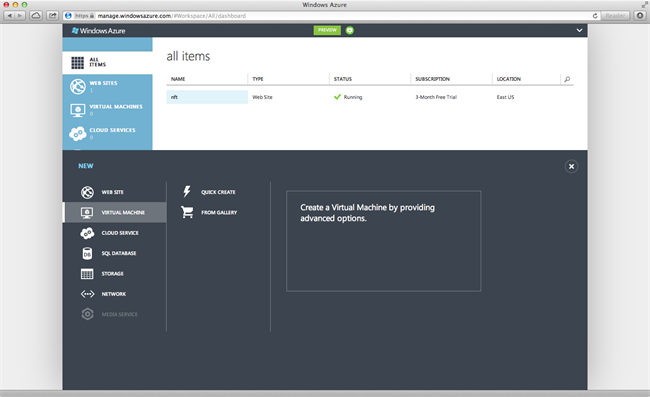 Windows Azure
https manage.windowsazure.com/#Workspace/All/dashboard
Reader
Windows Azure
PREVIEW
ALL
ITEMS
WEB SITES
1
VIRTUAL MACHINES
0
CLOUD SERVICES
0
all items
NAME TYPE STATUS SUBSCRIPTION LOCATION
nft Web Site Running 3-Month Free Trial East US
NEW
WEB SITE
VIRTUAL MACHINE
CLOUD SERVICE
DB
SQL DATABASE
STORAGE
NETWORK
MEDIA SERVICE
QUICK CREATE
FROM GALLERY
Create a Virtual Machine by providing
advanced options.